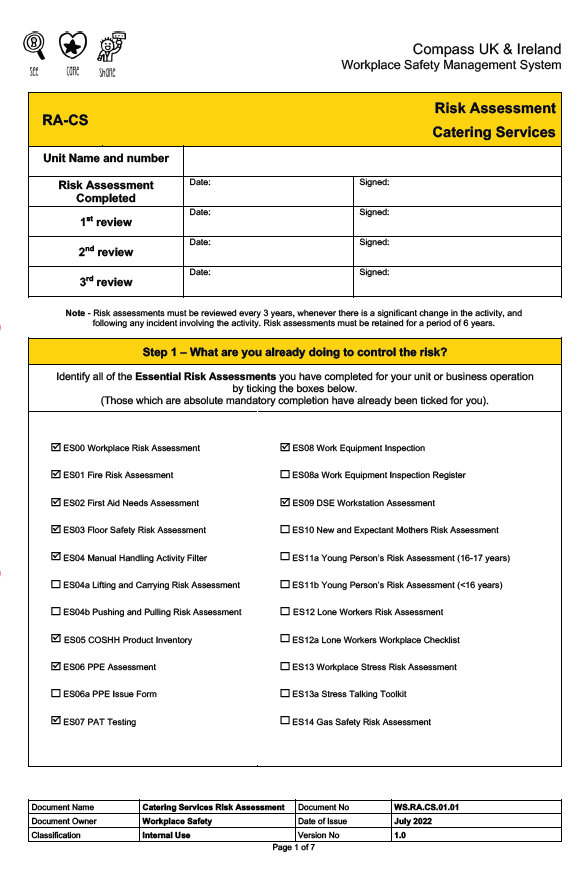 see care share
Compass UK & Ireland
Workplace Safety Management System
RA-CS
Risk Assessment
Catering Services
Unit Name and number
Risk Assessment Completed
Date:
Signed:
1st review
Date:
Signed:
2nd review
Date:
Signed:
3rd review
Date:
Signed:
Note - Risk assessments must be reviewed every 3 years, whenever there is a significant change in the activity, and
following any incident involving the activity. Risk assessments must be retained for a period of 6 years.
Step 1 – What are you already doing to control the risk?
Identify all of the Essential Risk Assessments you have completed for your unit or business operation
by ticking the boxes below.
(Those which are absolute mandatory completion have already been ticked for you).
☑ ES00 Workplace Risk Assessment
☑ ES01 Fire Risk Assessment
☑ ES02 First Aid Needs Assessment
☑ ES03 Floor Safety Risk Assessment
☑ ES04 Manual Handling Activity Filter
☐ ES04a Lifting and Carrying Risk Assessment
☐ ES04b Pushing and Pulling Risk Assessment
☑ ES05 COSHH Product Inventory
☑ ES06 PPE Assessment
☐ ES06a PPE Issue Form
☑ ES07 PAT Testing
☑ ES08 Work Equipment Inspection
☐ ES08a Work Equipment Inspection Register
☑ ES09 DSE Workstation Assessment
☐ ES10 New and Expectant Mothers Risk Assessment
☐ ES11a Young Person's Risk Assessment (16-17 years)
☐ ES11b Young Person's Risk Assessment (<16 years)
☐ ES12 Lone Workers Risk Assessment
☐ ES12a Lone Workers Workplace Checklist
☐ ES13 Workplace Stress Risk Assessment
☐ ES13a Stress Talking Toolkit
☐ ES14 Gas Safety Risk Assessment
Document Name Catering Services Risk Assessment Document No WS.RA.CS.01.01
Document Owner Workplace Safety Date of Issue July 2022
Classification Internal Use Version No 1.0
Page 1 of 7